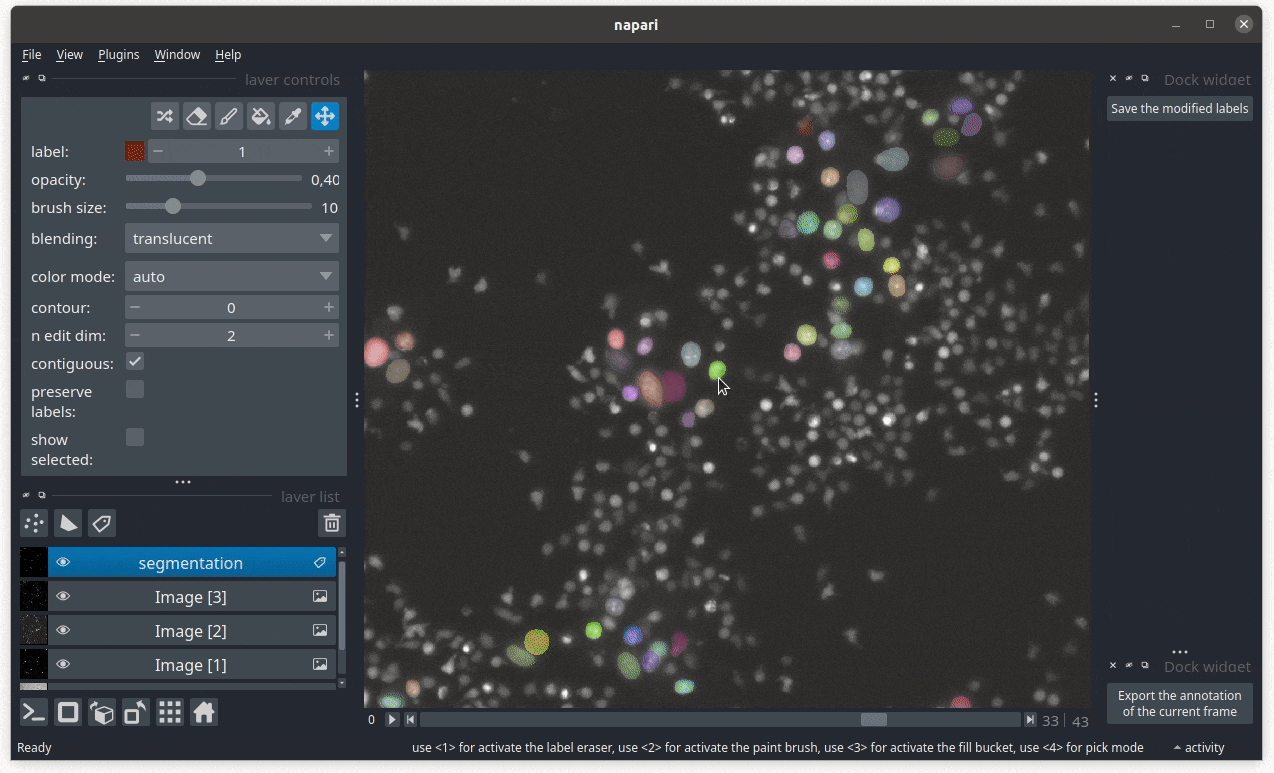 napari
File View Plugins Window Help
layer controls
label: 1
opacity: 0,40
brush size: 10
blending: translucent
color mode: auto
contour: 0
n edit dim: 2
contiguous:
preserve
labels:
show
selected:
layer list
segmentation
Image [3]
Image [2]
Image [1]
Dock widget
Save the modified labels
Dock widget
Export the annotation
of the current frame
0 33 | 43
Ready use <1> for activate the label eraser, use <2> for activate the paint brush, use <3> for activate the fill bucket, use <4> for pick mode activity